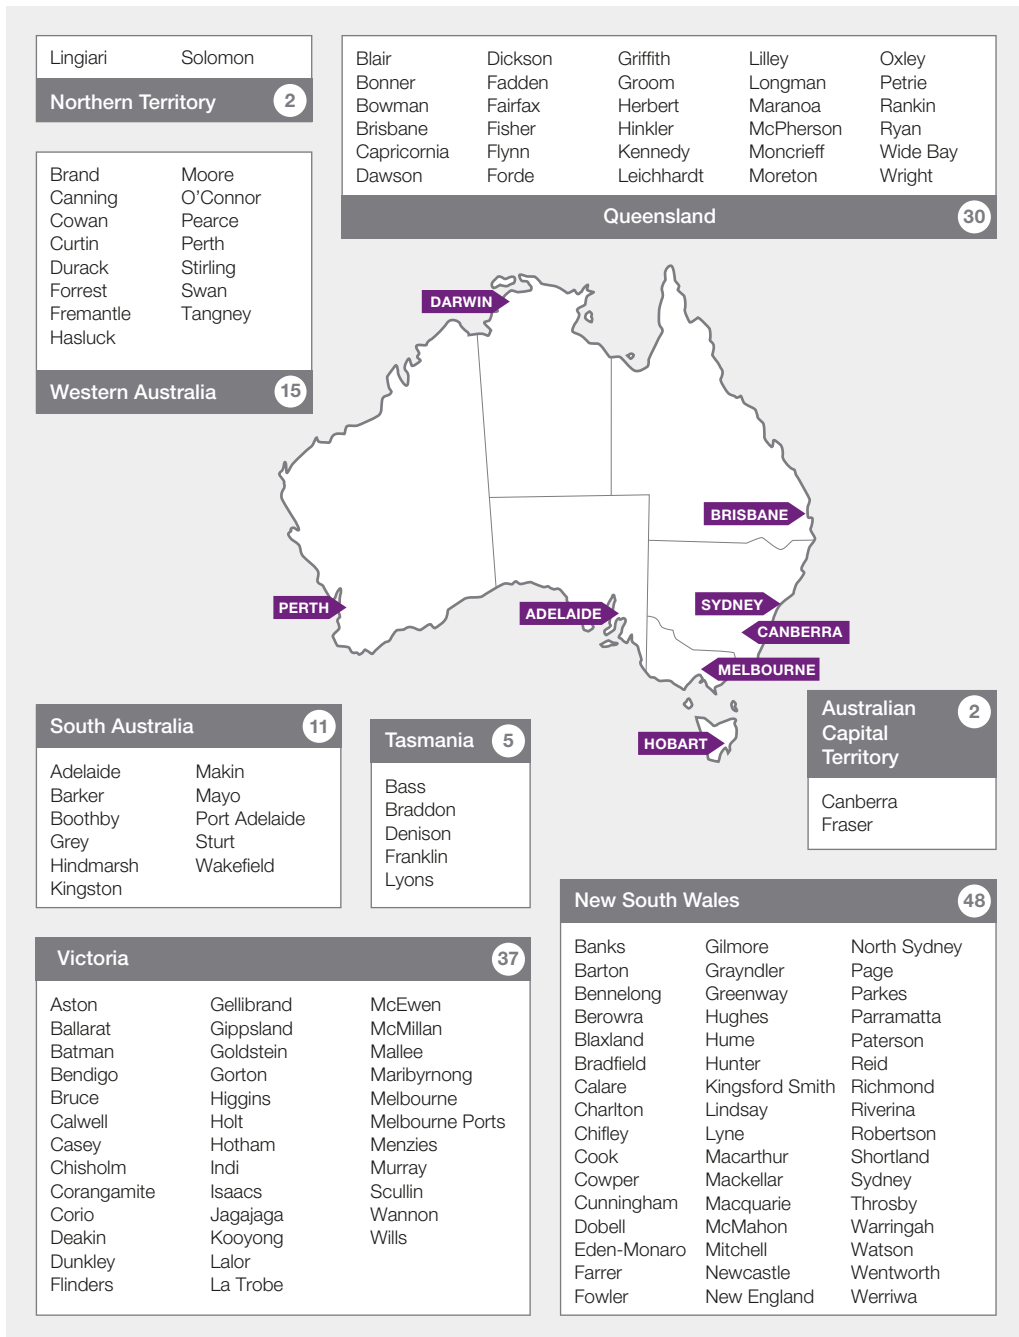 Lingiari Solomon
Northern Territory 2
Blair Dickson Griffith Lilley Oxley
Bonner Fadden Groom Longman Petrie
Bowman Fairfax Herbert Maranoa Rankin
Brisbane Fisher Hinkler McPherson Ryan
Capricornia Flynn Kennedy Moncrieff Wide Bay
Dawson Forde Leichhardt Moreton Wright
Queensland 30
Brand Moore
Canning O’Connor
Cowan Pearce
Curtin Perth
Durack Stirling
Forrest Swan
Fremantle Tangney
Hasluck
Western Australia 15
DARWIN
BRISBANE
PERTH
ADELAIDE
SYDNEY
CANBERRA
MELBOURNE
HOBART
South Australia 11
Adelaide Makin
Barker Mayo
Boothby Port Adelaide
Grey Sturt
Hindmarsh Wakefield
Kingston
Tasmania 5
Bass
Braddon
Denison
Franklin
Lyons
Australian 2
Capital
Territory
Canberra
Fraser
Victoria 37
Aston Gellibrand McEwen
Ballarat Gippsland McMillan
Batman Goldstein Mallee
Bendigo Gorton Maribyrnong
Bruce Higgins Melbourne
Calwell Holt Melbourne Ports
Casey Hotham Menzies
Chisholm Indi Murray
Corangamite Isaacs Scullin
Corio Jagajaga Wannon
Deakin Kooyong Wills
Dunkley Lalor
Flinders La Trobe
New South Wales 48
Banks Gilmore North Sydney
Barton Grayndler Page
Bennelong Greenway Parkes
Berowra Hughes Parramatta
Blaxland Hume Paterson
Bradfield Hunter Reid
Calare Kingsford Smith Richmond
Charlton Lindsay Riverina
Chifley Lyne Robertson
Cook Macarthur Shortland
Cowper Mackellar Sydney
Cunningham Macquarie Throsby
Dobell McMahon Warringah
Eden-Monaro Mitchell Watson
Farrer Newcastle Wentworth
Fowler New England Werriwa